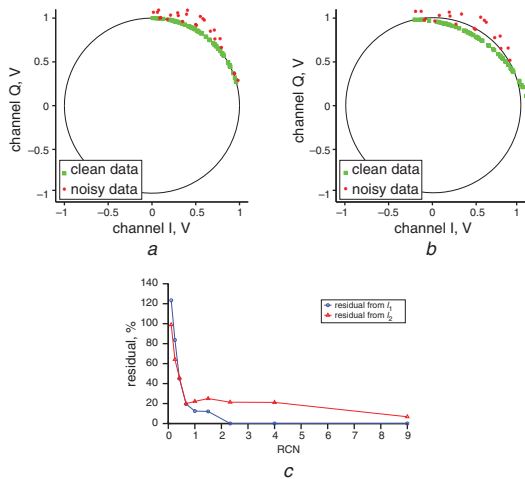 1
0.5
0
−0.5
−1
channel Q, V
clean data
noisy data
−1
−0.5
0
0.5
1
channel I, V
a
1
0.5
0
−0.5
−1
channel Q, V
clean data
noisy data
−1
−0.5
0
0.5
1
channel I, V
b
140
120
100
80
60
40
20
0
residual, %
residual from l1
residual from l2
0
1
2
3
4
5
6
7
8
9
RCN
c